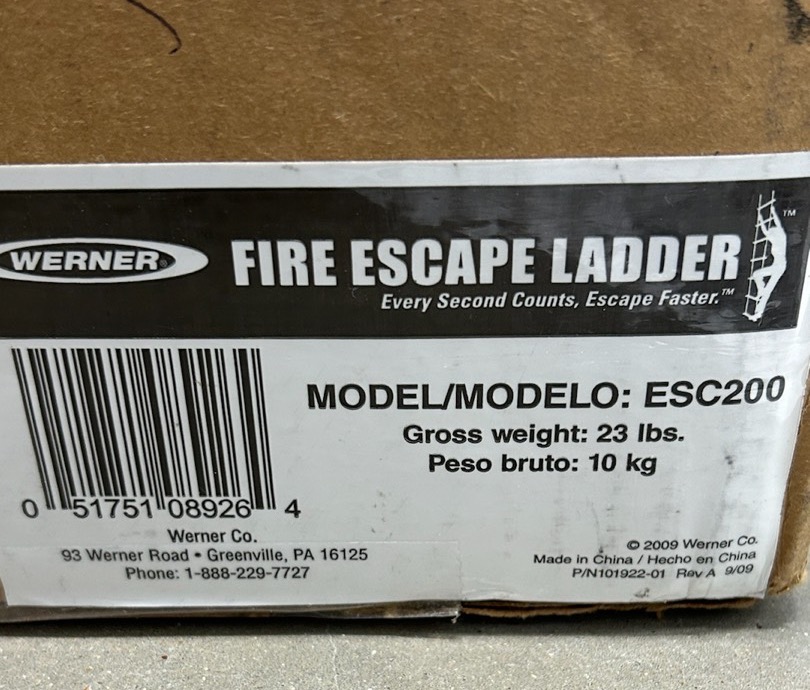 WERNER®
FIRE ESCAPE LADDER
Every Second Counts, Escape Faster.™
™
MODEL/MODELO: ESC200
Gross weight: 23 lbs.
Peso bruto: 10 kg
0 51751 08926 4
Werner Co.
93 Werner Road • Greenville, PA 16125
Phone: 1-888-229-7727
© 2009 Werner Co.
Made in China / Hecho en China
P/N101922-01 Rev A 9/09